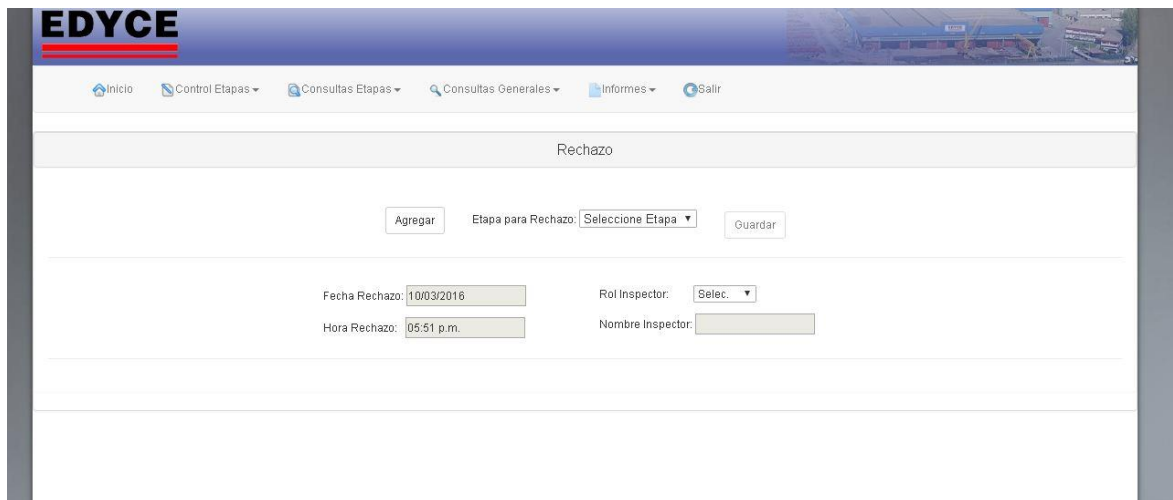 EDYCE
Inicio Control Etapas Consultas Etapas Consultas Generales Informes Salir
Rechazo
Agregar Etapa para Rechazo: Seleccione Etapa Guardar
Fecha Rechazo: 10/03/2016 Rol Inspector: Selec.
Hora Rechazo: 05:51 p.m. Nombre Inspector: